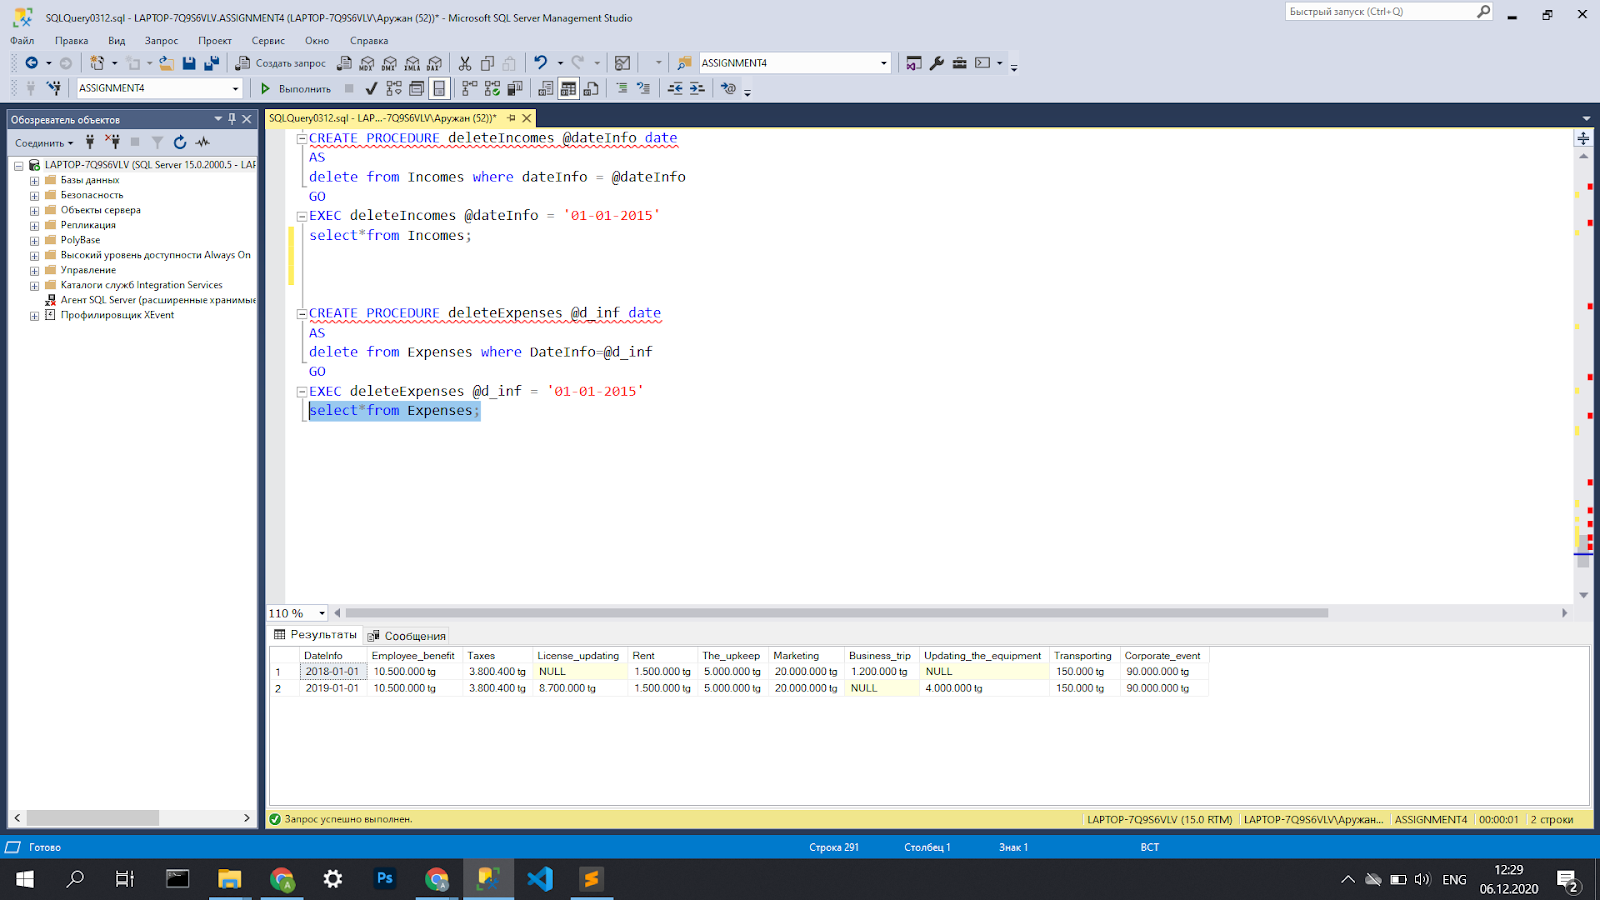 SQLQuery0312.sql - LAPTOP-7Q9S6VLV.ASSIGNMENT4 (LAPTOP-7Q9S6VLV\Аружан (52))* - Microsoft SQL Server Management Studio
Быстрый запуск (Ctrl+Q)
Файл Правка Вид Запрос Проект Сервис Окно Справка
Создать запрос MDX DMX XMLA DAX ASSIGNMENT4
ASSIGNMENT4 Выполнить
Обозреватель объектов
Соединить
LAPTOP-7Q9S6VLV (SQL Server 15.0.2000.5 - LAP
Базы данных
Безопасность
Объекты сервера
Репликация
PolyBase
Высокий уровень доступности Always On
Управление
Каталоги служб Integration Services
Агент SQL Server (расширенные хранимые
Профилировщик XEvent
SQLQuery0312.sql - LAP...-7Q9S6VLV\Аружан (52))*
CREATE PROCEDURE deleteIncomes @dateInfo date
AS
delete from Incomes where dateInfo = @dateInfo
GO
EXEC deleteIncomes @dateInfo = '01-01-2015'
select*from Incomes;
CREATE PROCEDURE deleteExpenses @d_inf date
AS
delete from Expenses where DateInfo=@d_inf
GO
EXEC deleteExpenses @d_inf = '01-01-2015'
select*from Expenses;
110 %
Результаты Сообщения
DateInfo Employee_benefit Taxes License_updating Rent The_upkeep Marketing Business_trip Updating_the_equipment Transporting Corporate_event
1 2018-01-01 10.500.000 tg 3.800.400 tg NULL 1.500.000 tg 5.000.000 tg 20.000.000 tg 1.200.000 tg NULL 150.000 tg 90.000.000 tg
2 2019-01-01 10.500.000 tg 3.800.400 tg 8.700.000 tg 1.500.000 tg 5.000.000 tg 20.000.000 tg NULL 4.000.000 tg 150.000 tg 90.000.000 tg
Запрос успешно выполнен. LAPTOP-7Q9S6VLV (15.0 RTM) LAPTOP-7Q9S6VLV\Аружан... ASSIGNMENT4 00:00:01 2 строки
Готово Строка 291 Столбец 1 Знак 1 ВСТ
Ps ENG 12:29
06.12.2020 2